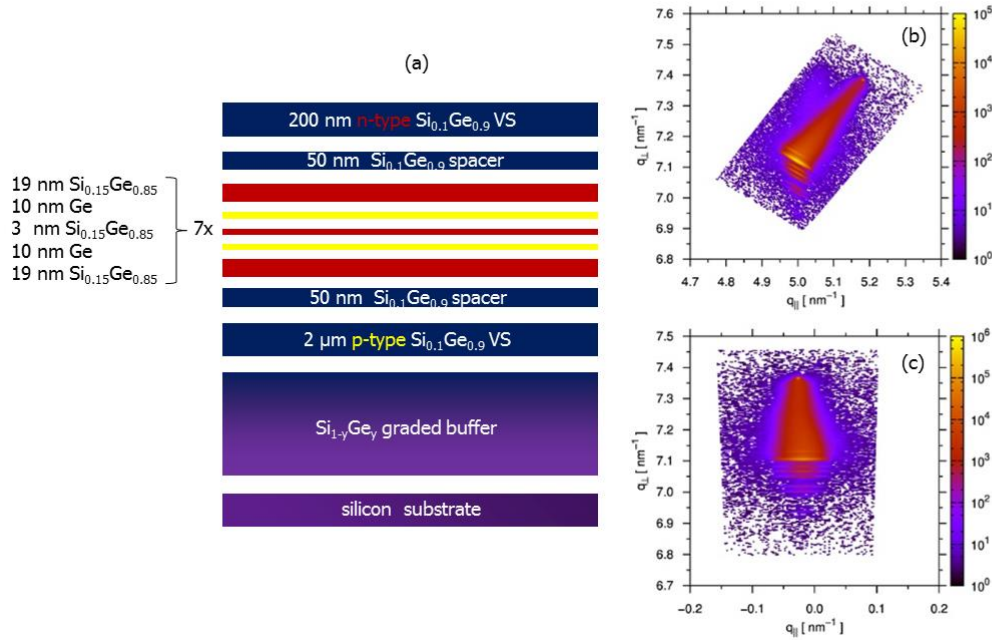 (a)
200 nm n-type Si₀.₁Ge₀.₉ VS
50 nm Si₀.₁Ge₀.₉ spacer
19 nm Si₀.₁₅Ge₀.₈₅
10 nm Ge
3 nm Si₀.₁₅Ge₀.₈₅
10 nm Ge
19 nm Si₀.₁₅Ge₀.₈₅
7x
50 nm Si₀.₁Ge₀.₉ spacer
2 µm p-type Si₀.₁Ge₀.₉ VS
Si₁₋yGey graded buffer
silicon substrate
(b)
7.6
7.5
7.4
7.3
7.2
7.1
7.0
6.9
6.8
q⊥ [ nm⁻¹ ]
4.7 4.8 4.9 5.0 5.1 5.2 5.3 5.4
q|| [ nm⁻¹ ]
10⁵
10⁴
10³
10²
10¹
10⁰
(c)
7.5
7.4
7.3
7.2
7.1
7.0
6.9
6.8
6.7
q⊥ [ nm⁻¹ ]
−0.2 −0.1 0.0 0.1 0.2
q|| [ nm⁻¹ ]
10⁶
10⁵
10⁴
10³
10²
10¹
10⁰